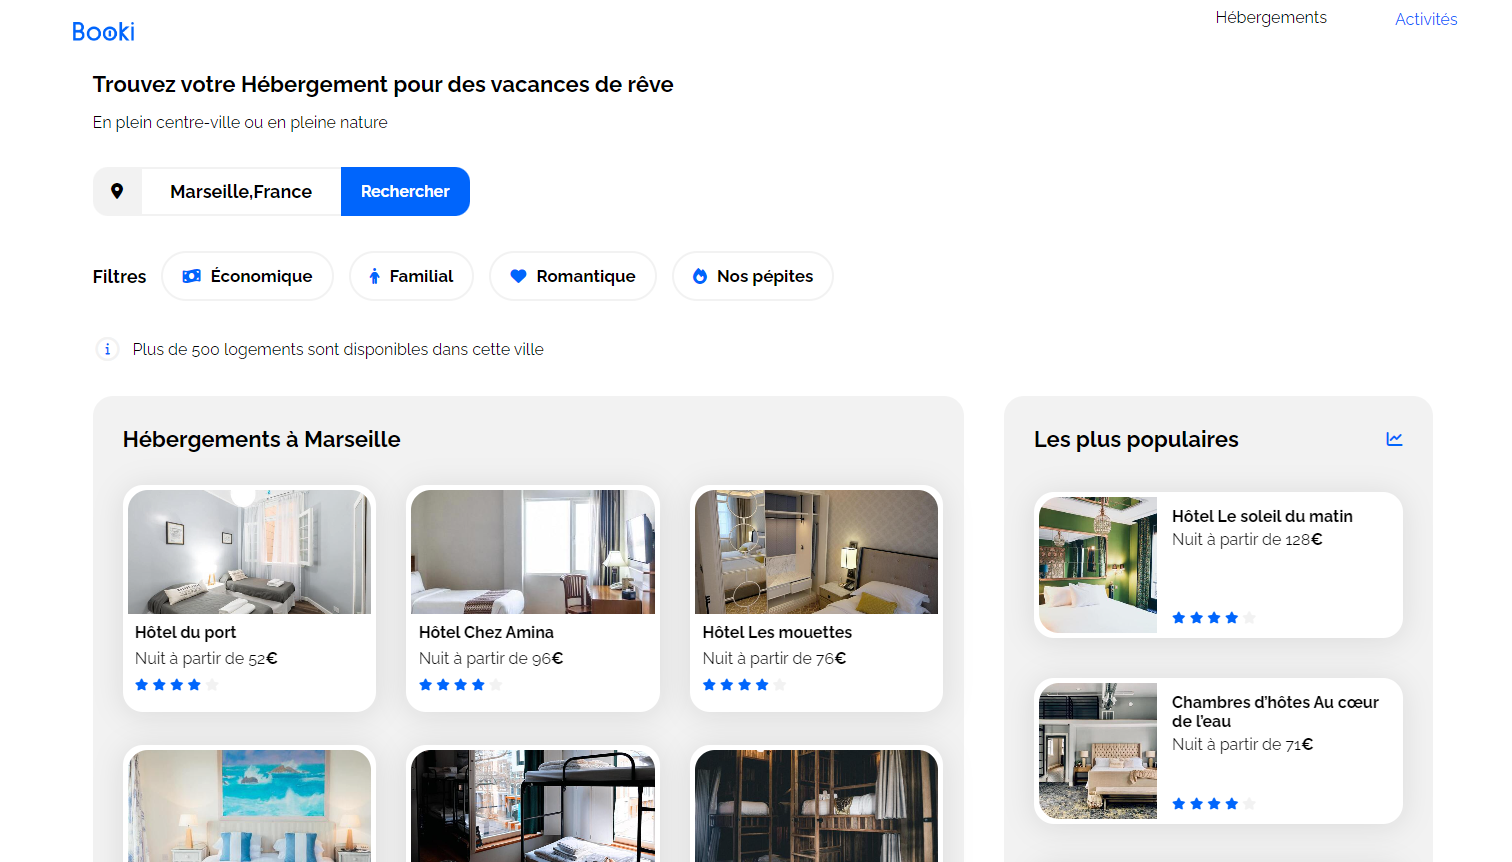 Booki
Hébergements
Activités
Trouvez votre Hébergement pour des vacances de rêve
En plein centre-ville ou en pleine nature
Marseille,France
Rechercher
Filtres
Économique
Familial
Romantique
Nos pépites
Plus de 500 logements sont disponibles dans cette ville
Hébergements à Marseille
Hôtel du port
Nuit à partir de 52€
Hôtel Chez Amina
Nuit à partir de 96€
Hôtel Les mouettes
Nuit à partir de 76€
Les plus populaires
Hôtel Le soleil du matin
Nuit à partir de 128€
Chambres d’hôtes Au cœur
de l’eau
Nuit à partir de 71€